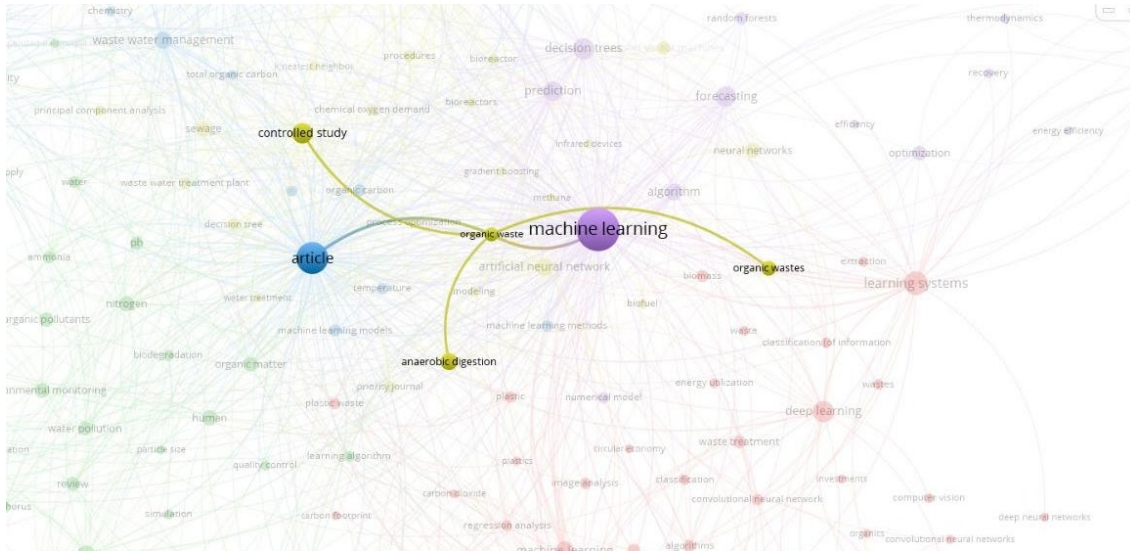 chemistry
random forests
thermodynamics
waste water management
decision trees
procedures
bioreactor
k nearest neighbor
total organic carbon
recovery
prediction
forecasting
bioreactors
chemical oxygen demand
principal component analysis
sewage
controlled study
efficiency
energy efficiency
infrared devices
neural networks
optimization
gradient boosting
water
waste water treatment plant
organic carbon
algorithm
methane
decision tree
process optimization
organic waste
machine learning
ph
article
ammonia
artificial neural network
organic wastes
extraction
biomass
learning systems
temperature
modeling
water treatment
nitrogen
biofuel
organic pollutants
machine learning models
machine learning methods
waste
classification of information
biodegradation
organic matter
anaerobic digestion
priority journal
energy utilization
wastes
plastic waste
plastic
numerical model
human
deep learning
water pollution
particle size
circular economy
waste treatment
learning algorithm
quality control
plastics
review
image analysis
classification
investments
carbon dioxide
convolutional neural network
computer vision
simulation
carbon footprint
regression analysis
organics
deep neural networks
convolutional neural networks
machine learning
algorithms